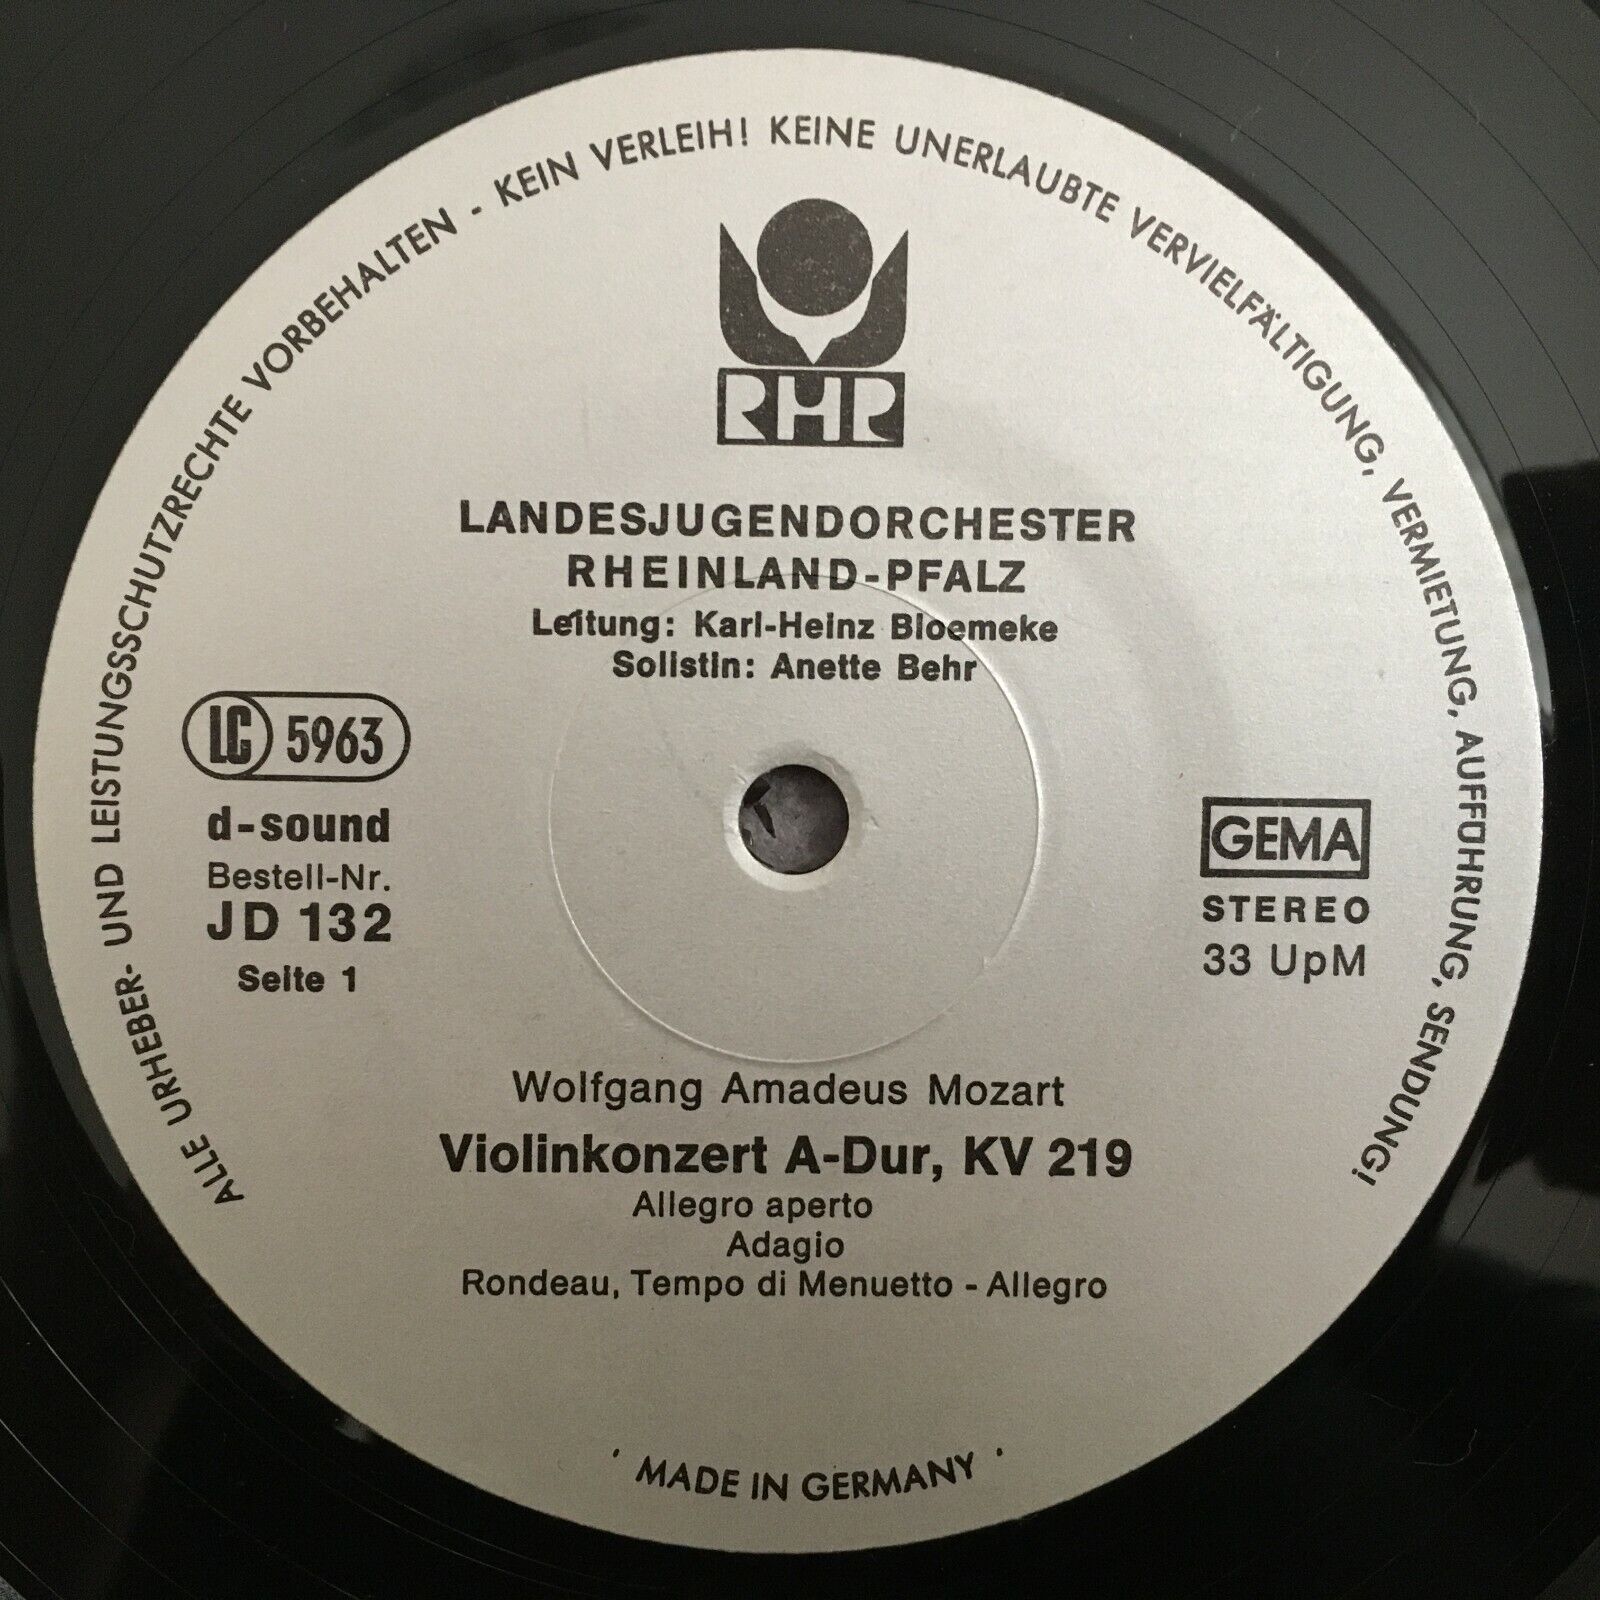 ALLE URHEBER- UND LEISTUNGSSCHUTZRECHTE VORBEHALTEN - KEIN VERLEIH! KEINE UNERLAUBTE VERVIELFÄLTIGUNG, VERMIETUNG, AUFFÜHRUNG, SENDUNG!
RHP
LANDESJUGENDORCHESTER
RHEINLAND-PFALZ
Leitung: Karl-Heinz Bloemeke
Solistin: Anette Behr
LC 5963
d-sound
Bestell-Nr.
JD 132
Seite 1
GEMA
STEREO
33 UpM
Wolfgang Amadeus Mozart
Violinkonzert A-Dur, KV 219
Allegro aperto
Adagio
Rondeau, Tempo di Menuetto - Allegro
· MADE IN GERMANY ·